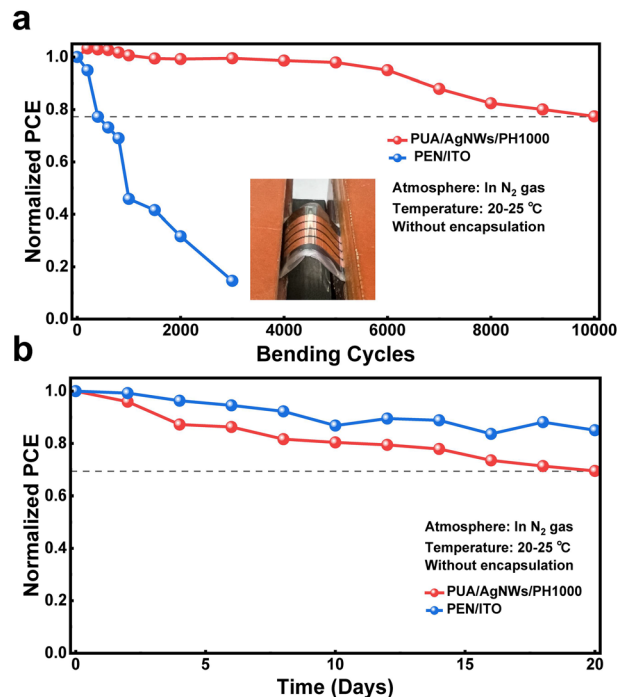 a
Normalized PCE
1.0
0.8
0.6
0.4
0.2
0.0
PUA/AgNWs/PH1000
PEN/ITO
Atmosphere: In N₂ gas
Temperature: 20-25 ℃
Without encapsulation
0 2000 4000 6000 8000 10000
Bending Cycles
b
Normalized PCE
1.0
0.8
0.6
0.4
0.2
0.0
Atmosphere: In N₂ gas
Temperature: 20-25 ℃
Without encapsulation
PUA/AgNWs/PH1000
PEN/ITO
0 5 10 15 20
Time (Days)